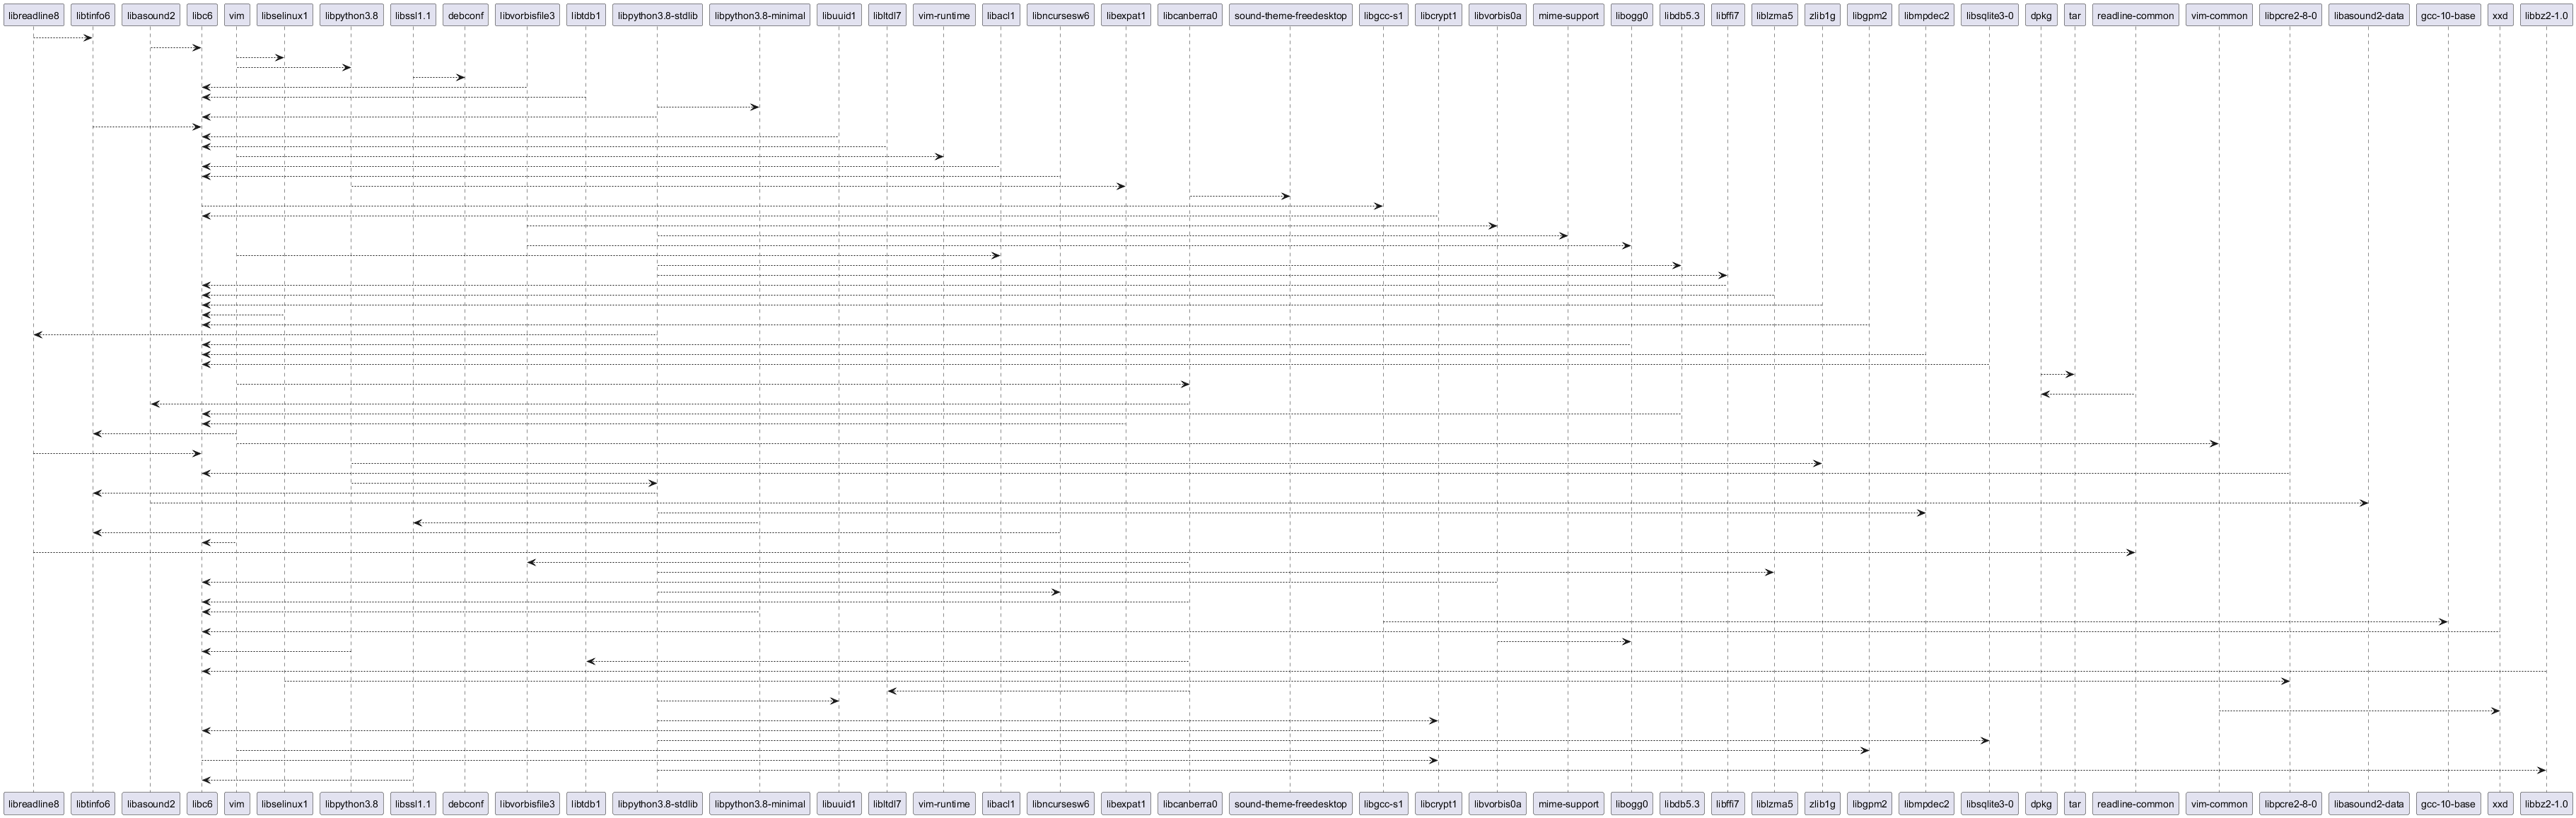 libreadline8 libtinfo6 libasound2 libc6 vim libselinux1 libpython3.8 libssl1.1 debconf libvorbisfile3 libtdb1 libpython3.8-stdlib libpython3.8-minimal libuuid1 libltdl7 vim-runtime libacl1 libncursesw6 libexpat1 libcanberra0 sound-theme-freedesktop libgcc-s1 libcrypt1 libvorbis0a mime-support libogg0 libdb5.3 libffi7 liblzma5 zlib1g libgpm2 libmpdec2 libsqlite3-0 dpkg tar readline-common vim-common libpcre2-8-0 libasound2-data gcc-10-base xxd libbz2-1.0
libreadline8 libtinfo6 libasound2 libc6 vim libselinux1 libpython3.8 libssl1.1 debconf libvorbisfile3 libtdb1 libpython3.8-stdlib libpython3.8-minimal libuuid1 libltdl7 vim-runtime libacl1 libncursesw6 libexpat1 libcanberra0 sound-theme-freedesktop libgcc-s1 libcrypt1 libvorbis0a mime-support libogg0 libdb5.3 libffi7 liblzma5 zlib1g libgpm2 libmpdec2 libsqlite3-0 dpkg tar readline-common vim-common libpcre2-8-0 libasound2-data gcc-10-base xxd libbz2-1.0